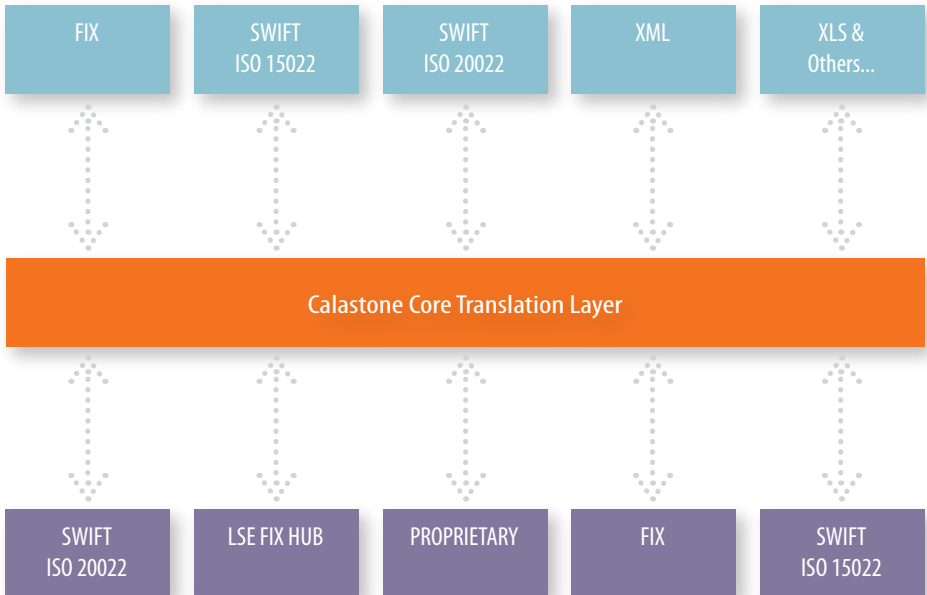 FIX
SWIFT
ISO 15022
SWIFT
ISO 20022
XML
XLS &
Others...
Calastone Core Translation Layer
SWIFT
ISO 20022
LSE FIX HUB
PROPRIETARY
FIX
SWIFT
ISO 15022